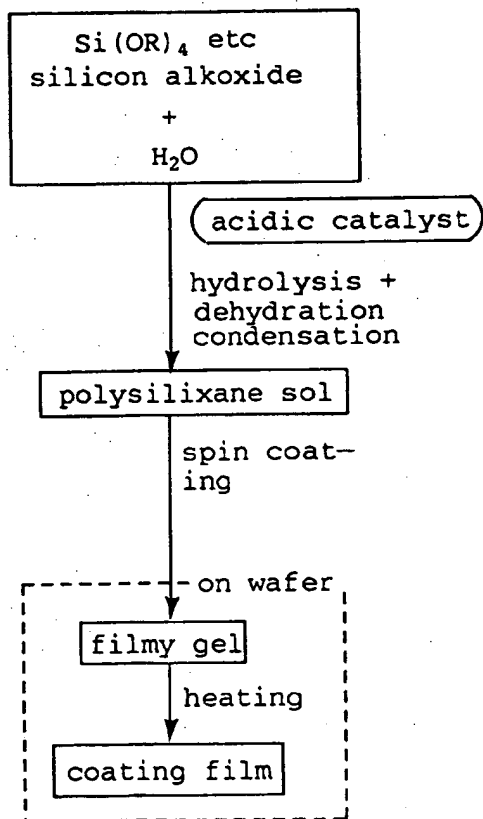 Si(OR)₄ etc
silicon alkoxide
+
H₂O
acidic catalyst
hydrolysis +
dehydration
condensation
polysilixane sol
spin coat-
ing
on wafer
filmy gel
heating
coating film